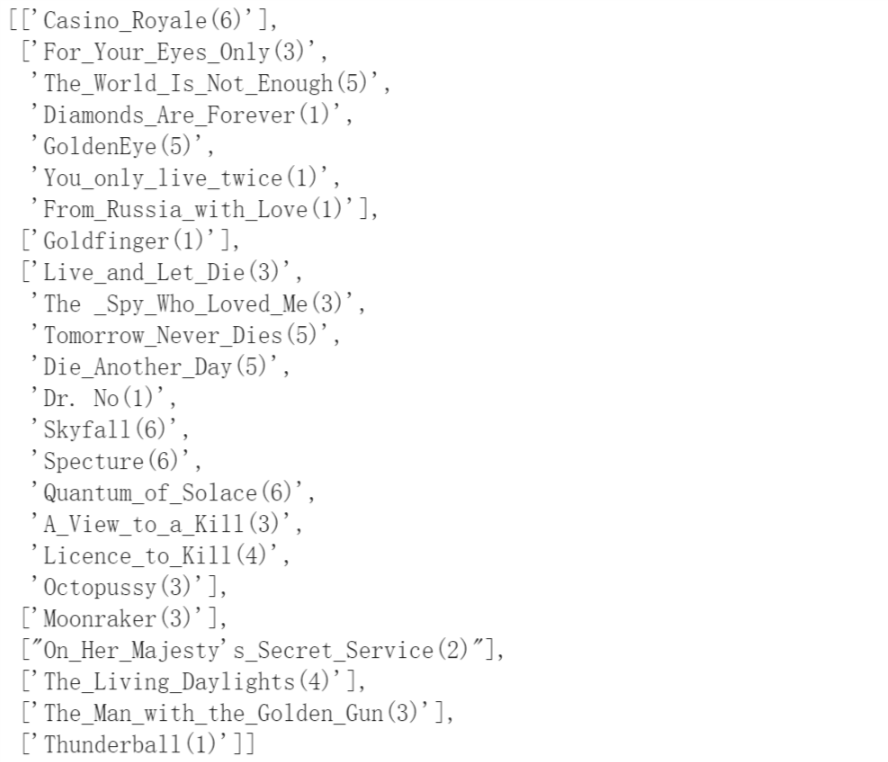 [['Casino_Royale(6)'],
['For_Your_Eyes_Only(3)',
'The_World_Is_Not_Enough(5)',
'Diamonds_Are_Forever(1)',
'GoldenEye(5)',
'You_only_live_twice(1)',
'From_Russia_with_Love(1)'],
['Goldfinger(1)'],
['Live_and_Let_Die(3)',
'The _Spy_Who_Loved_Me(3)',
'Tomorrow_Never_Dies(5)',
'Die_Another_Day(5)',
'Dr. No(1)',
'Skyfall(6)',
'Specture(6)',
'Quantum_of_Solace(6)',
'A_View_to_a_Kill(3)',
'Licence_to_Kill(4)',
'Octopussy(3)'],
['Moonraker(3)'],
["On_Her_Majesty's_Secret_Service(2)"],
['The_Living_Daylights(4)'],
['The_Man_with_the_Golden_Gun(3)'],
['Thunderball(1)']]